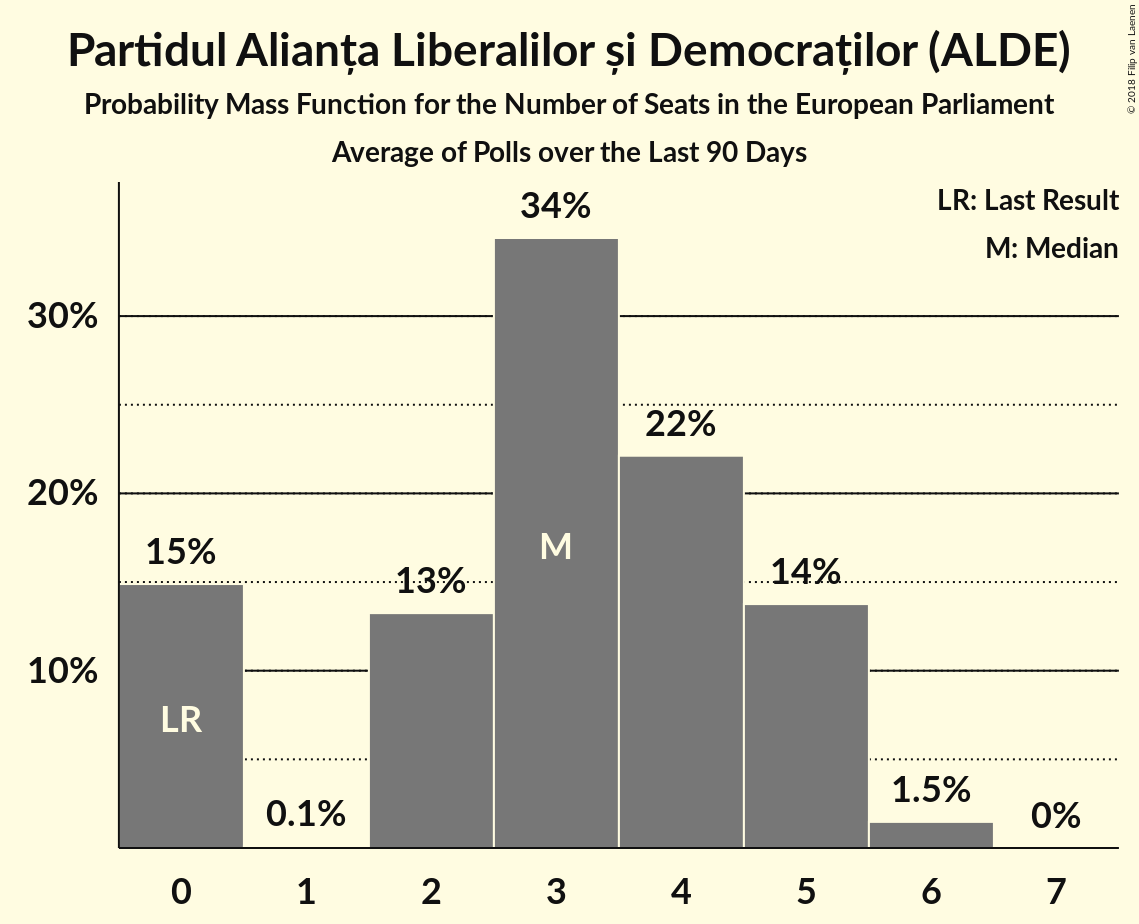 Partidul Alianța Liberalilor și Democraților (ALDE)
Probability Mass Function for the Number of Seats in the European Parliament
Average of Polls over the Last 90 Days
© 2018 Filip van Laenen
LR: Last Result
M: Median
34%
30%
22%
20%
M
15%
13%
14%
10%
LR
0.1%
1.5%
0%
0 1 2 3 4 5 6 7